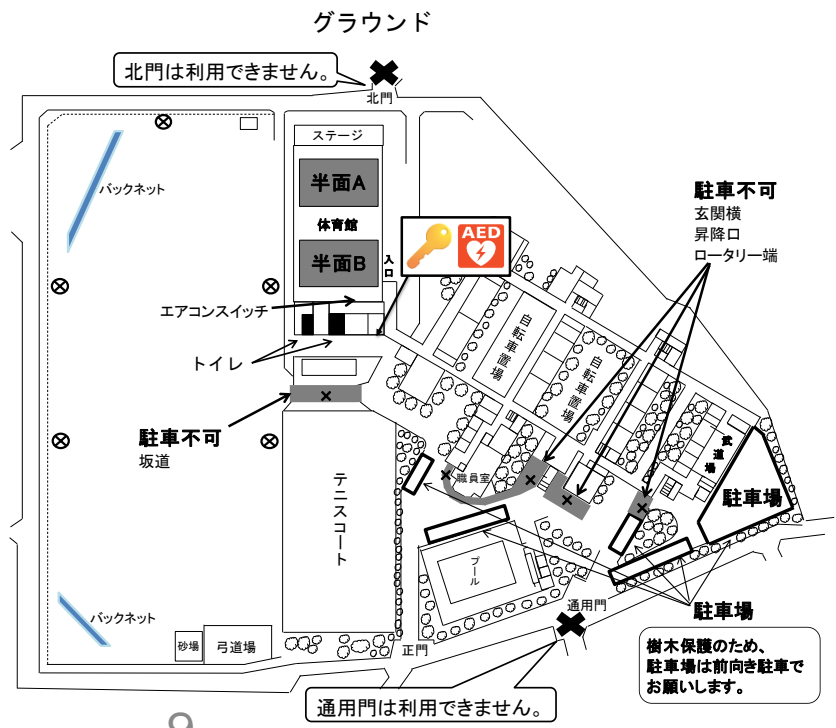 グラウンド
北門は利用できません。
北門
ステージ
バックネット
半面A
駐車不可
玄関横
昇降口
ロータリー端
体育館
AED
半面B
入口
エアコンスイッチ
自転車置場
トイレ
自転車置場
駐車不可
坂道
武道場
職員室
駐車場
テニスコート
プール
通用門
駐車場
バックネット
砂場
弓道場
正門
樹木保護のため、
駐車場は前向き駐車で
お願いします。
通用門は利用できません。